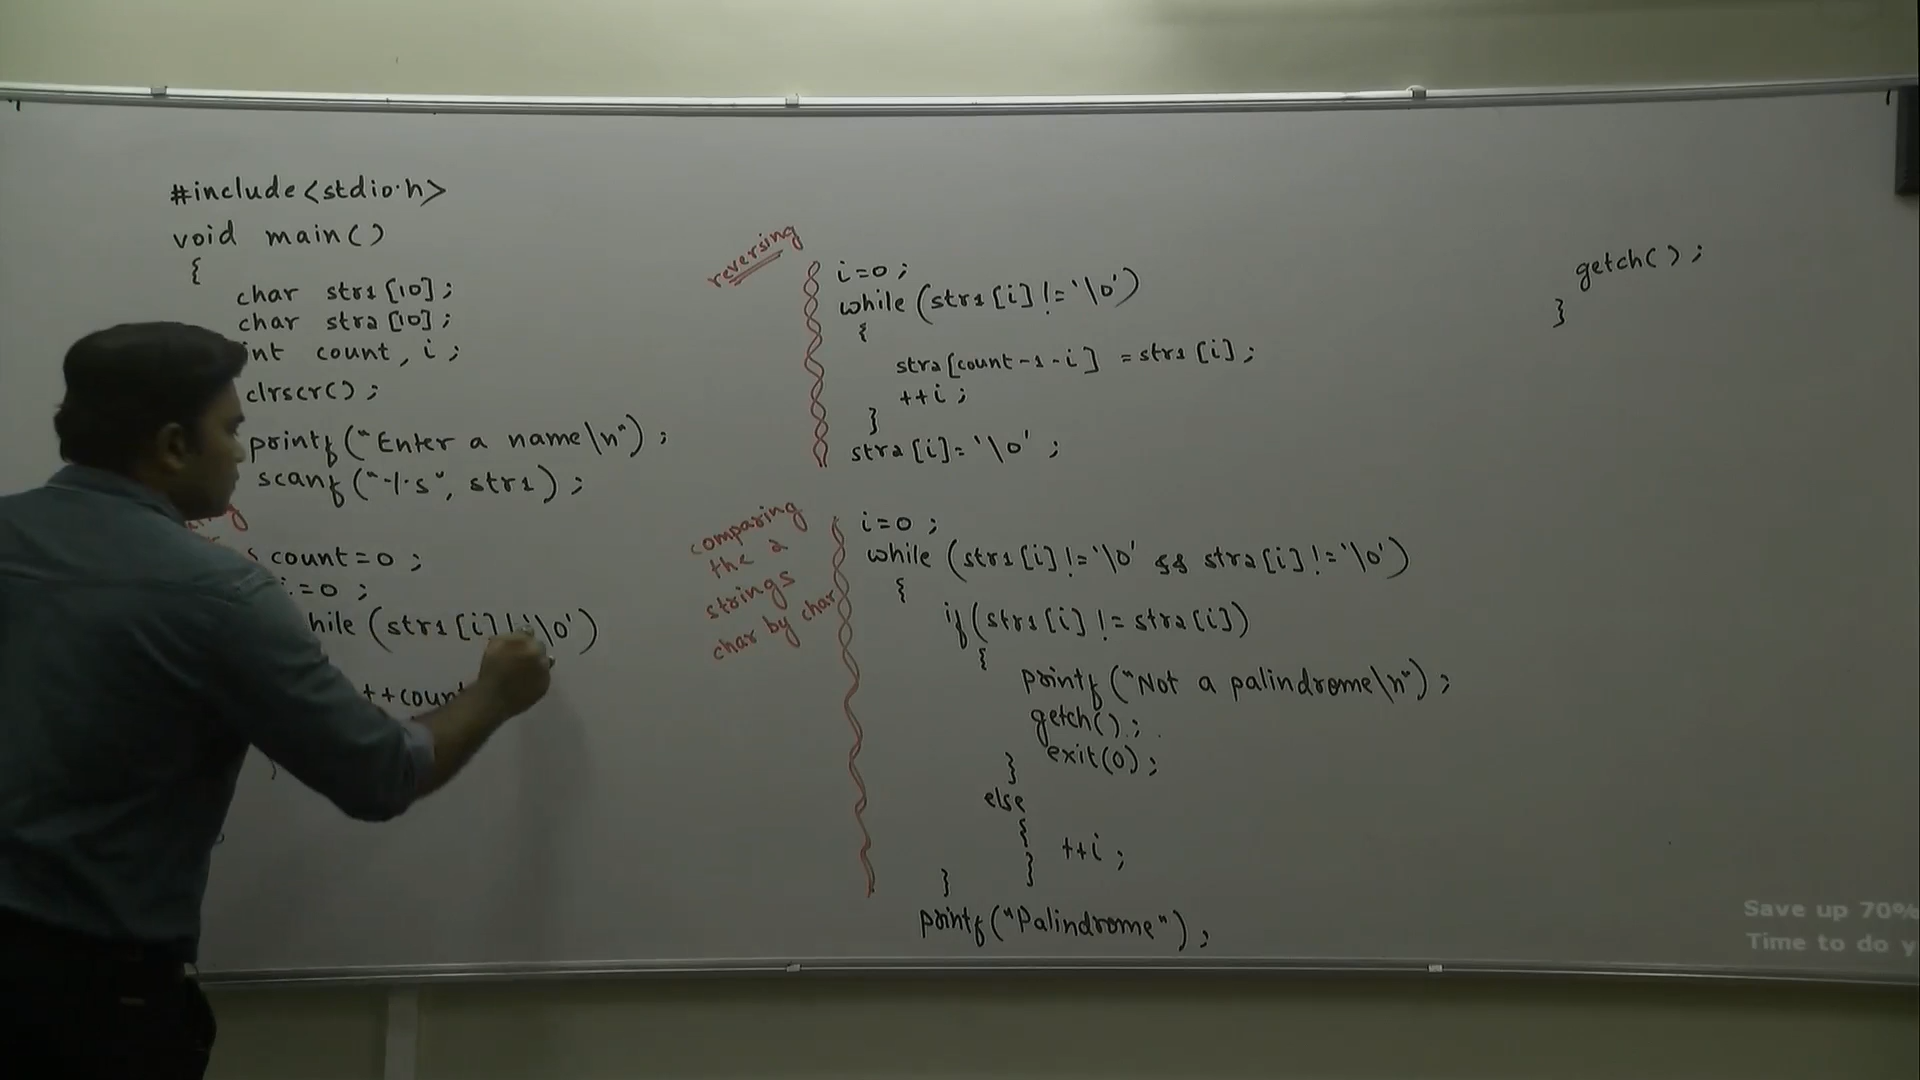 #include<stdio.h>
void main()
{
char str1[10];
char str2[10];
int count, i;
clrscr();
printf("Enter a name\n");
scanf("%s", str1);
count=0;
i=0;
hile (str1[i]!'\0')
++coun
reversing
i=0;
while (str1[i]!='\0')
{
str2[count-1-i] =str1[i];
++i;
}
str2[i]='\0';
comparing
the 2
strings
char by char
i=0;
while (str1[i]!='\0' && str2[i]!='\0')
{
if(str1[i] != str2[i])
{
printf("Not a palindrome\n");
getch();
exit(0);
}
else
{
++i;
}
}
printf("Palindrome");
getch();
}
Save up 70%
Time to do y